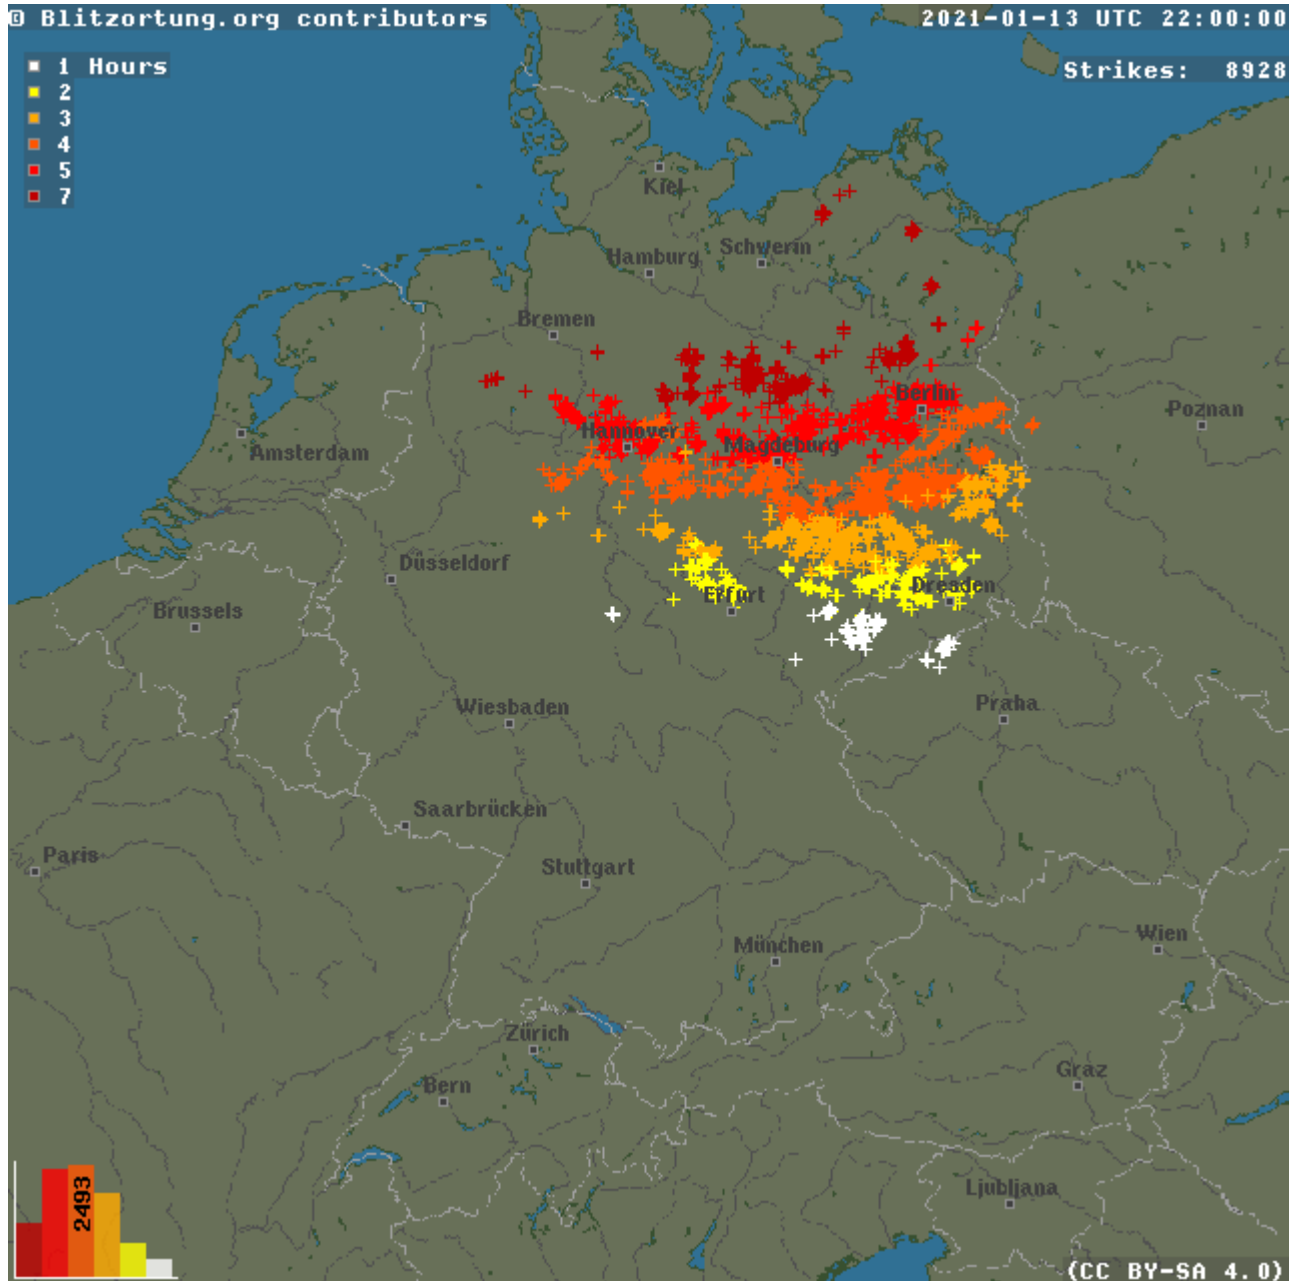 © Blitzortung.org contributors
2021-01-13 UTC 22:00:00
1 Hours
Strikes: 8928
2
3
4
5
7
Kiel
Hamburg
Schwerin
Bremen
Berlin
Poznan
Hannover
Amsterdam
Magdeburg
Düsseldorf
Dresden
Brussels
Erfurt
Wiesbaden
Praha
Saarbrücken
Paris
Stuttgart
München
Wien
Zürich
Bern
Graz
Ljubljana
2493
(CC BY-SA 4.0)